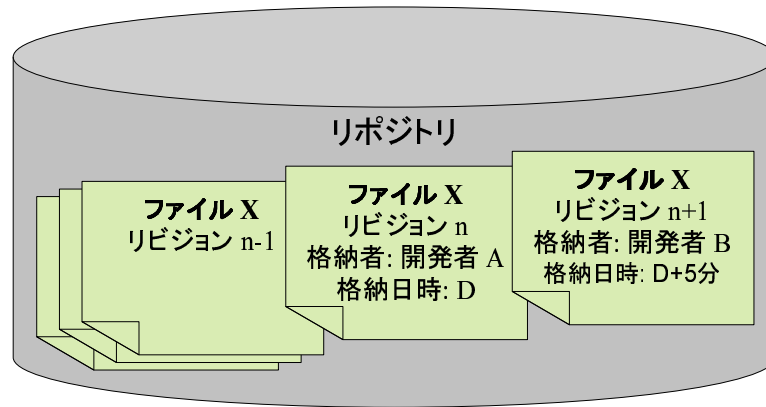 リポジトリ
ファイル X
リビジョン n-1
ファイル X
リビジョン n
格納者: 開発者 A
格納日時: D
ファイル X
リビジョン n+1
格納者: 開発者 B
格納日時: D+5分